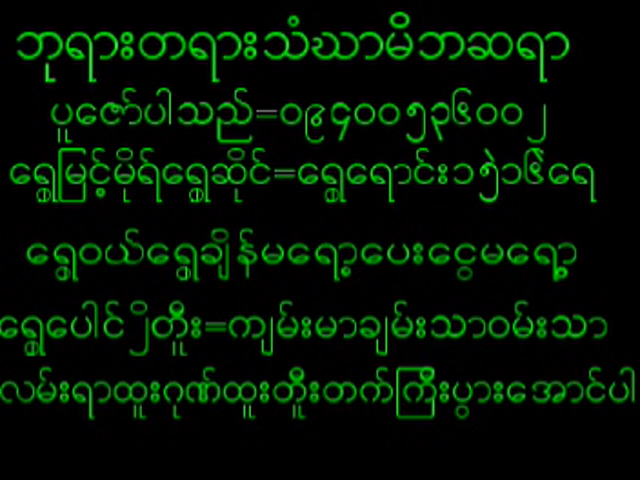 ဘုရားတရားသံဃာမိဘဆရာ
ပူဇော်ပါသည်=၀၉၄၀၀၅၃၆၀၀၂
ရွှေမြင့်မိုရ်ရွှေဆိုင်=ရွှေရောင်း၁၅ဲ၁၆ဲရေ
ရွှေဝယ်ရွှေချိန်မရော့ပေးငွေမရော့
ရွှေပေါင်သိုတိုး=ကျမ်းမာချမ်းသာဝမ်းသာ
လမ်းရာထူးဂုဏ်ထူးတိုးတက်ကြီးပွားအောင်ပါ